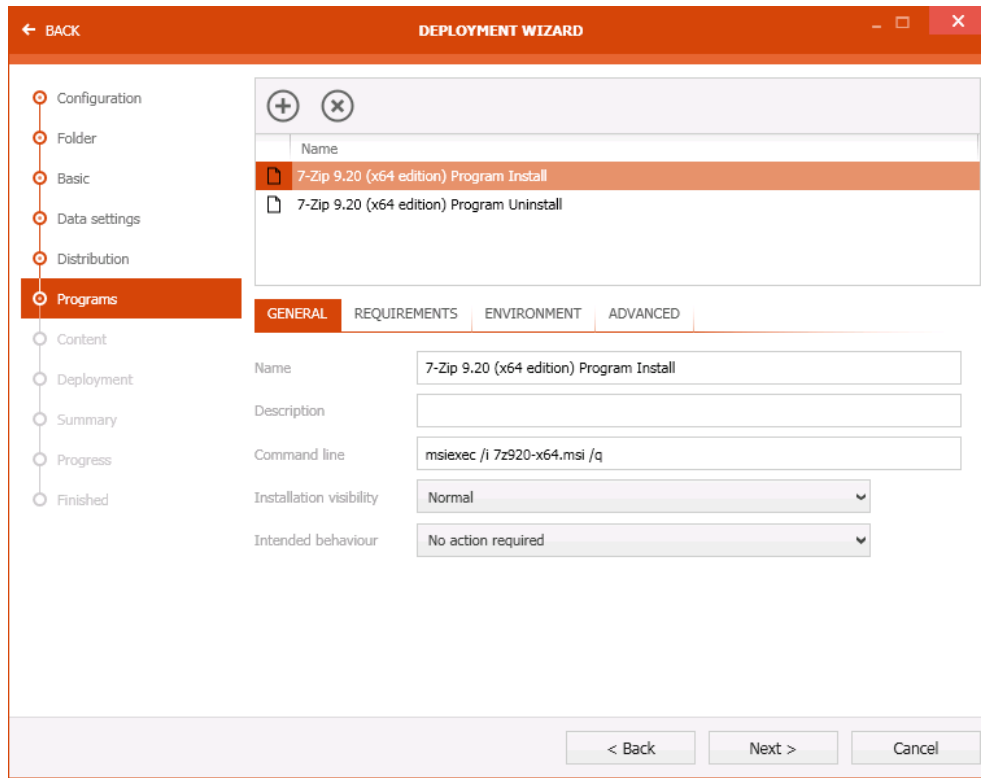 BACK
DEPLOYMENT WIZARD
Configuration
Folder
Basic
Data settings
Distribution
Programs
Content
Deployment
Summary
Progress
Finished
Name
7-Zip 9.20 (x64 edition) Program Install
7-Zip 9.20 (x64 edition) Program Uninstall
GENERAL REQUIREMENTS ENVIRONMENT ADVANCED
Name 7-Zip 9.20 (x64 edition) Program Install
Description
Command line msiexec /i 7z920-x64.msi /q
Installation visibility Normal
Intended behaviour No action required
< Back Next > Cancel